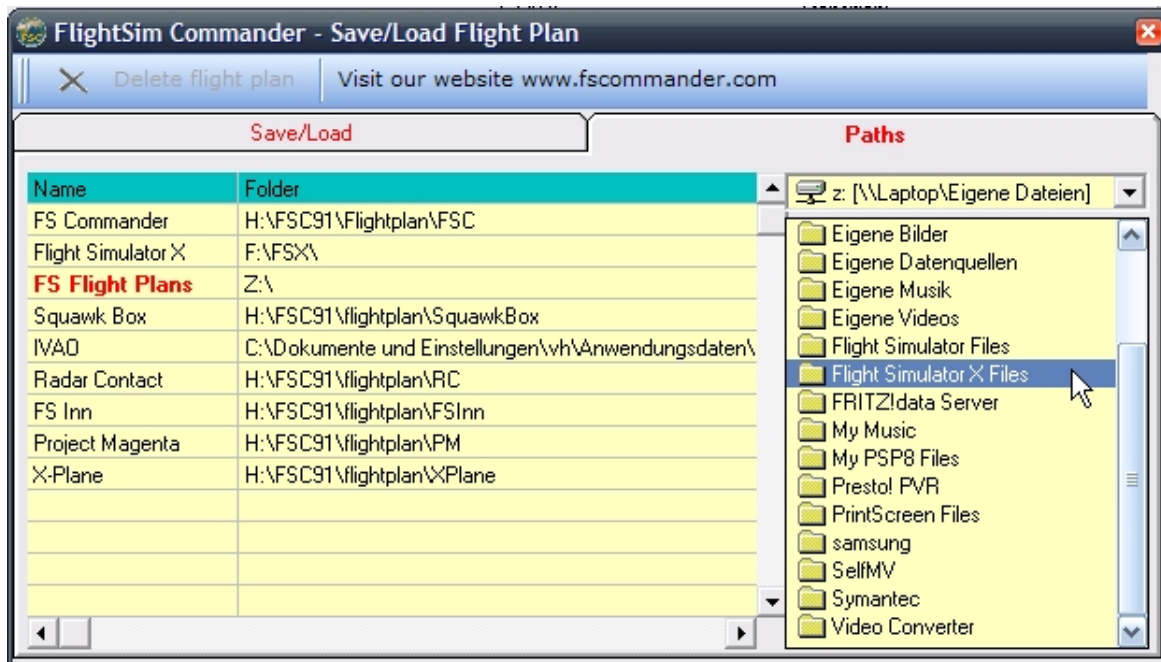 FlightSim Commander - Save/Load Flight Plan
Delete flight plan Visit our website www.fscommander.com
Save/Load Paths
Name Folder
FS Commander H:\FSC91\Flightplan\FSC
Flight Simulator X F:\FSX\
FS Flight Plans Z:\
Squawk Box H:\FSC91\flightplan\SquawkBox
IVAO C:\Dokumente und Einstellungen\vh\Anwendungsdaten\
Radar Contact H:\FSC91\flightplan\RC
FS Inn H:\FSC91\flightplan\FSInn
Project Magenta H:\FSC91\flightplan\PM
X-Plane H:\FSC91\flightplan\XPlane
z: [\\Laptop\Eigene Dateien]
Eigene Bilder
Eigene Datenquellen
Eigene Musik
Eigene Videos
Flight Simulator Files
Flight Simulator X Files
FRITZ!data Server
My Music
My PSP8 Files
Presto! PVR
PrintScreen Files
samsung
SelfMV
Symantec
Video Converter